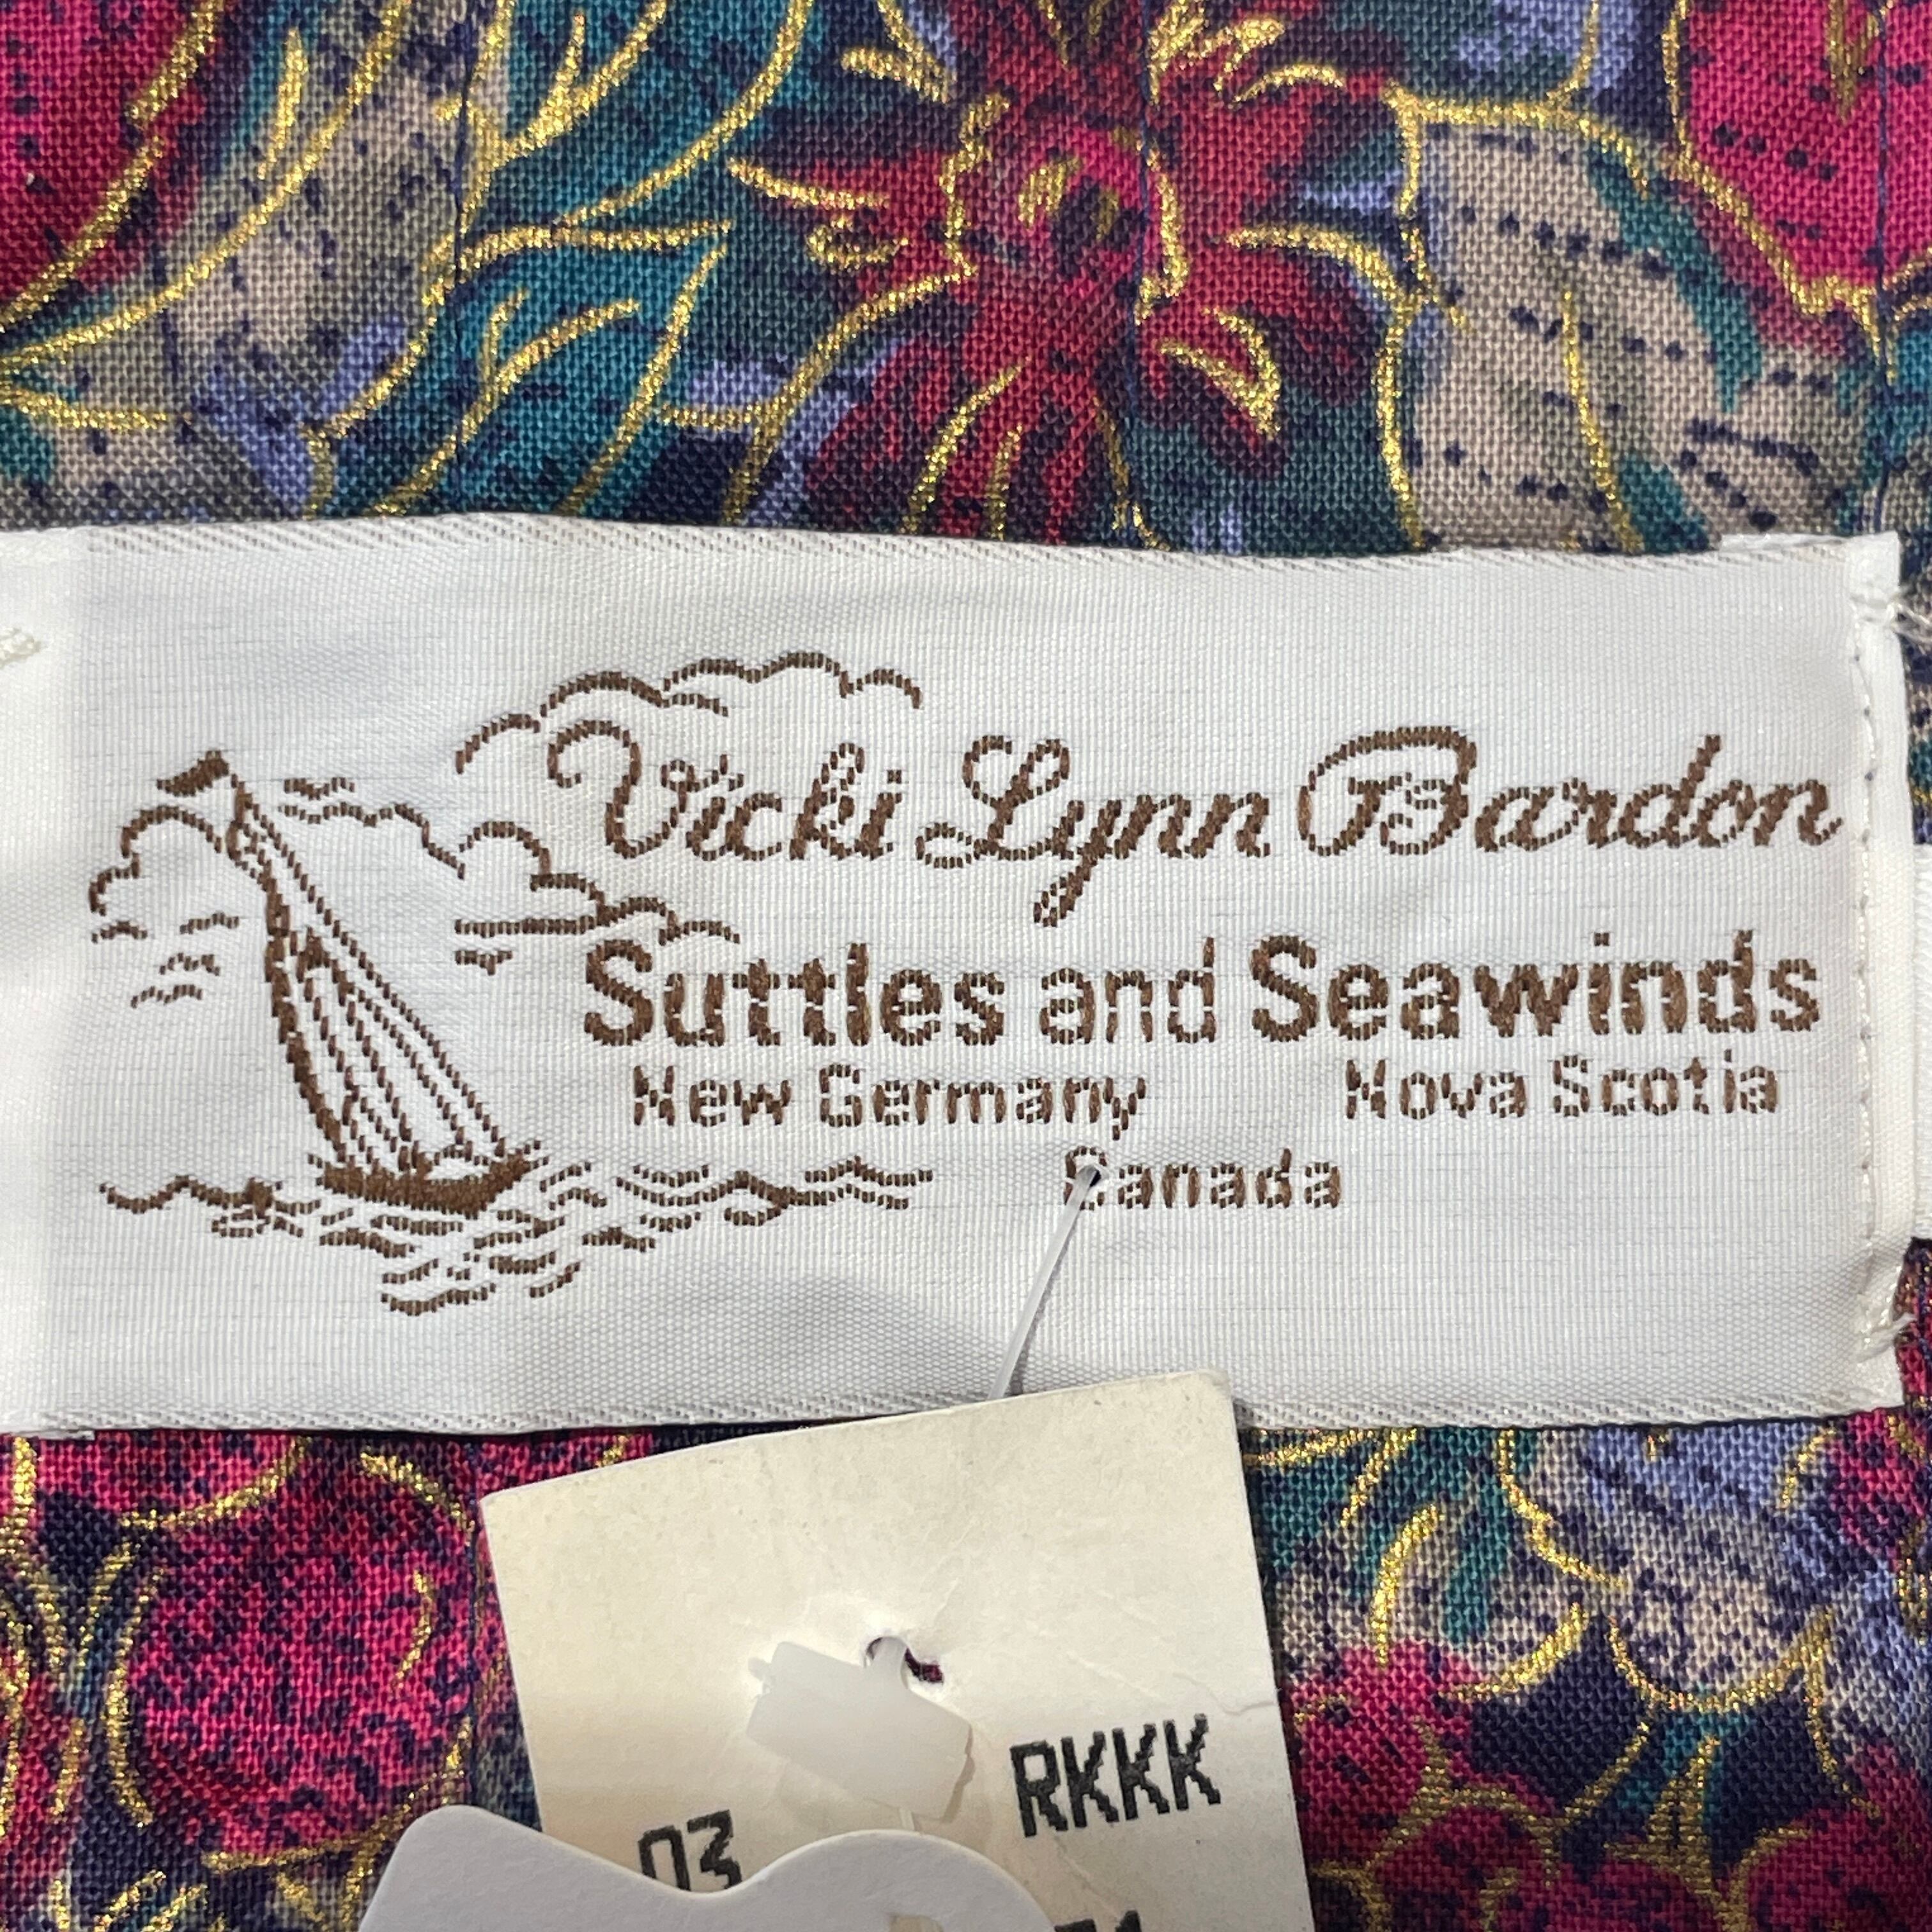 Vicki Lynn Bardon
Suttles and Seawinds
New Germany Nova Scotia
Canada
RKKK
03